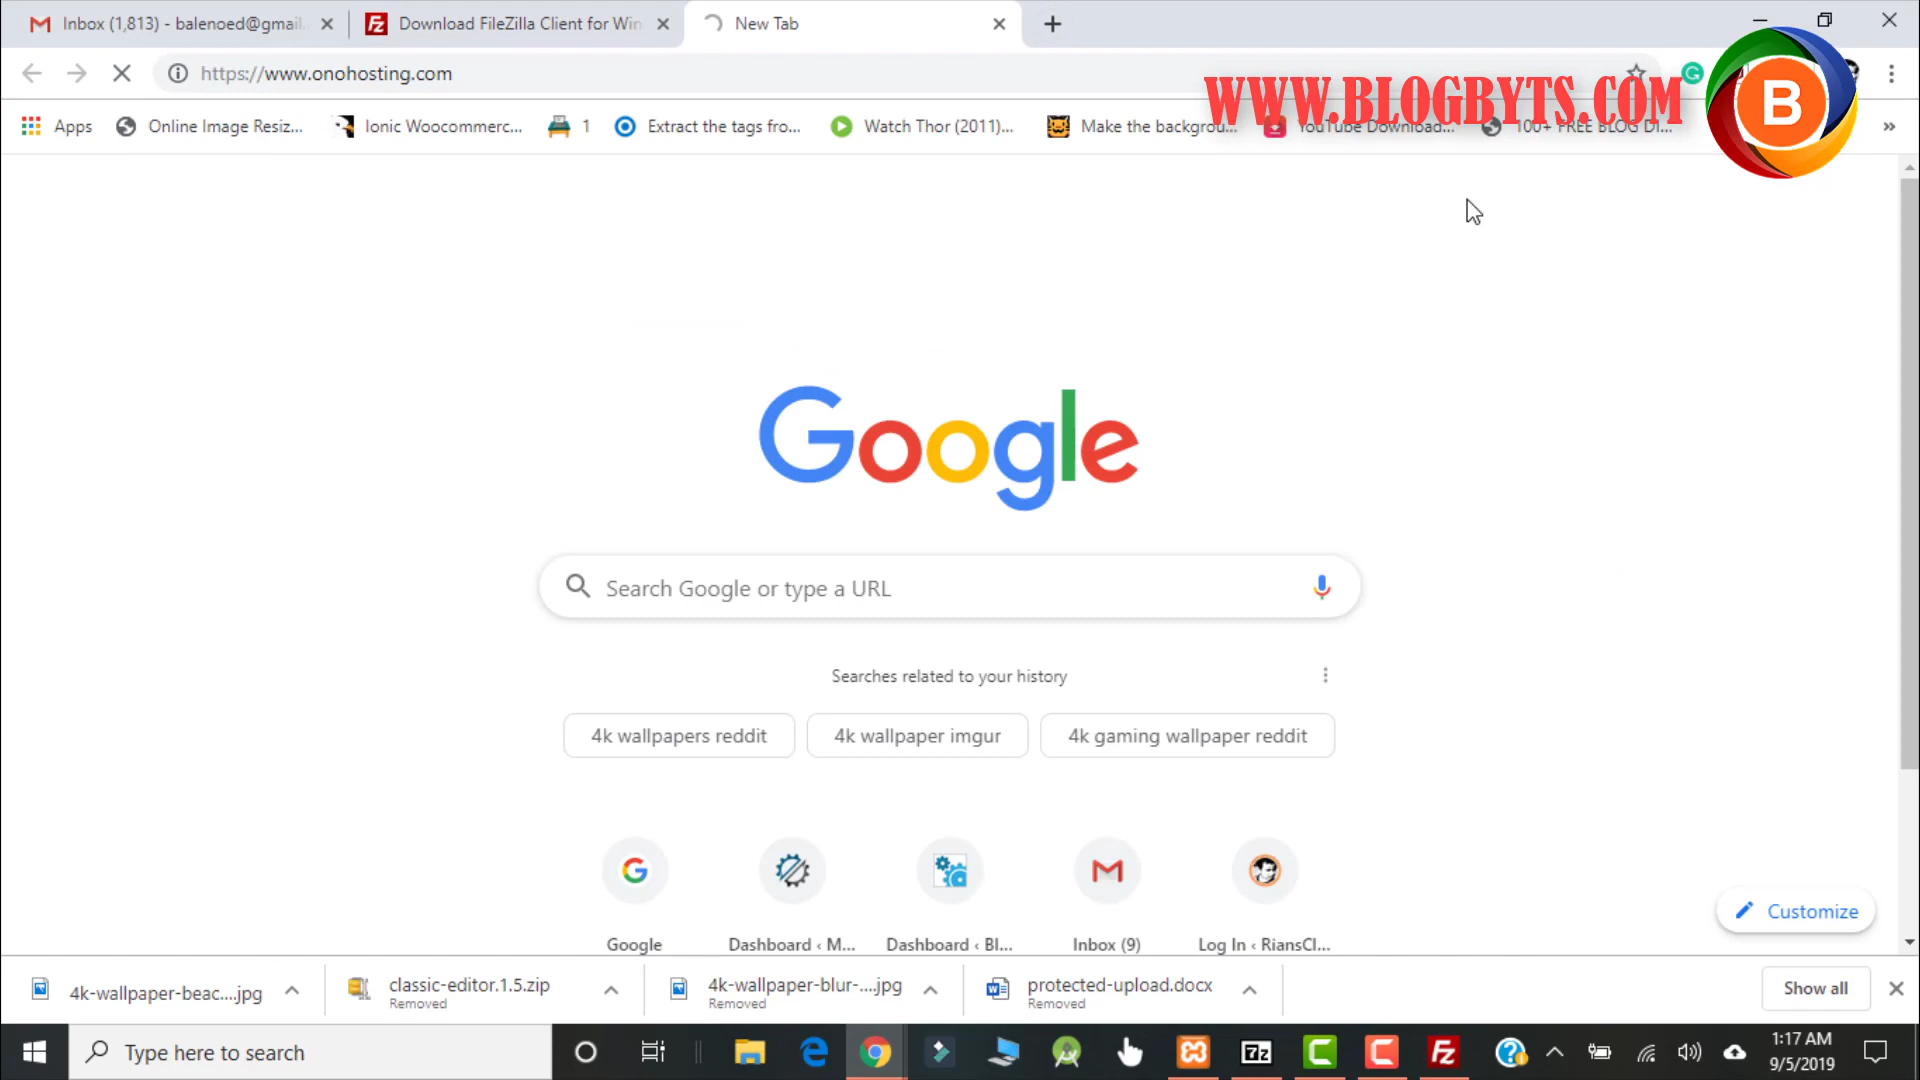 Inbox (1,813) - balenoed@gmail.
Download FileZilla Client for Win
New Tab
https://www.onohosting.com
WWW.BLOGBYTS.COM
B
Apps
Online Image Resiz...
Ionic Woocommerc...
1
Extract the tags fro...
Watch Thor (2011)...
Make the backgrou...
YouTube Download...
100+ FREE BLOG DI...
Google
Search Google or type a URL
Searches related to your history
4k wallpapers reddit
4k wallpaper imgur
4k gaming wallpaper reddit
Google
Dashboard ‹ M...
Dashboard ‹ Bl...
Inbox (9)
Log In ‹ RiansCl...
Customize
4k-wallpaper-beac....jpg
classic-editor.1.5.zip
Removed
4k-wallpaper-blur-....jpg
Removed
protected-upload.docx
Removed
Show all
Type here to search
1:17 AM
9/5/2019